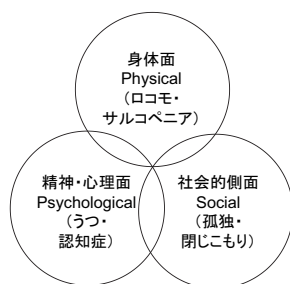 身体面
Physical
（ロコモ・
サルコペニア）
精神・心理面
Psychological
（うつ・
認知症）
社会的側面
Social
（孤独・
閉じこもり）